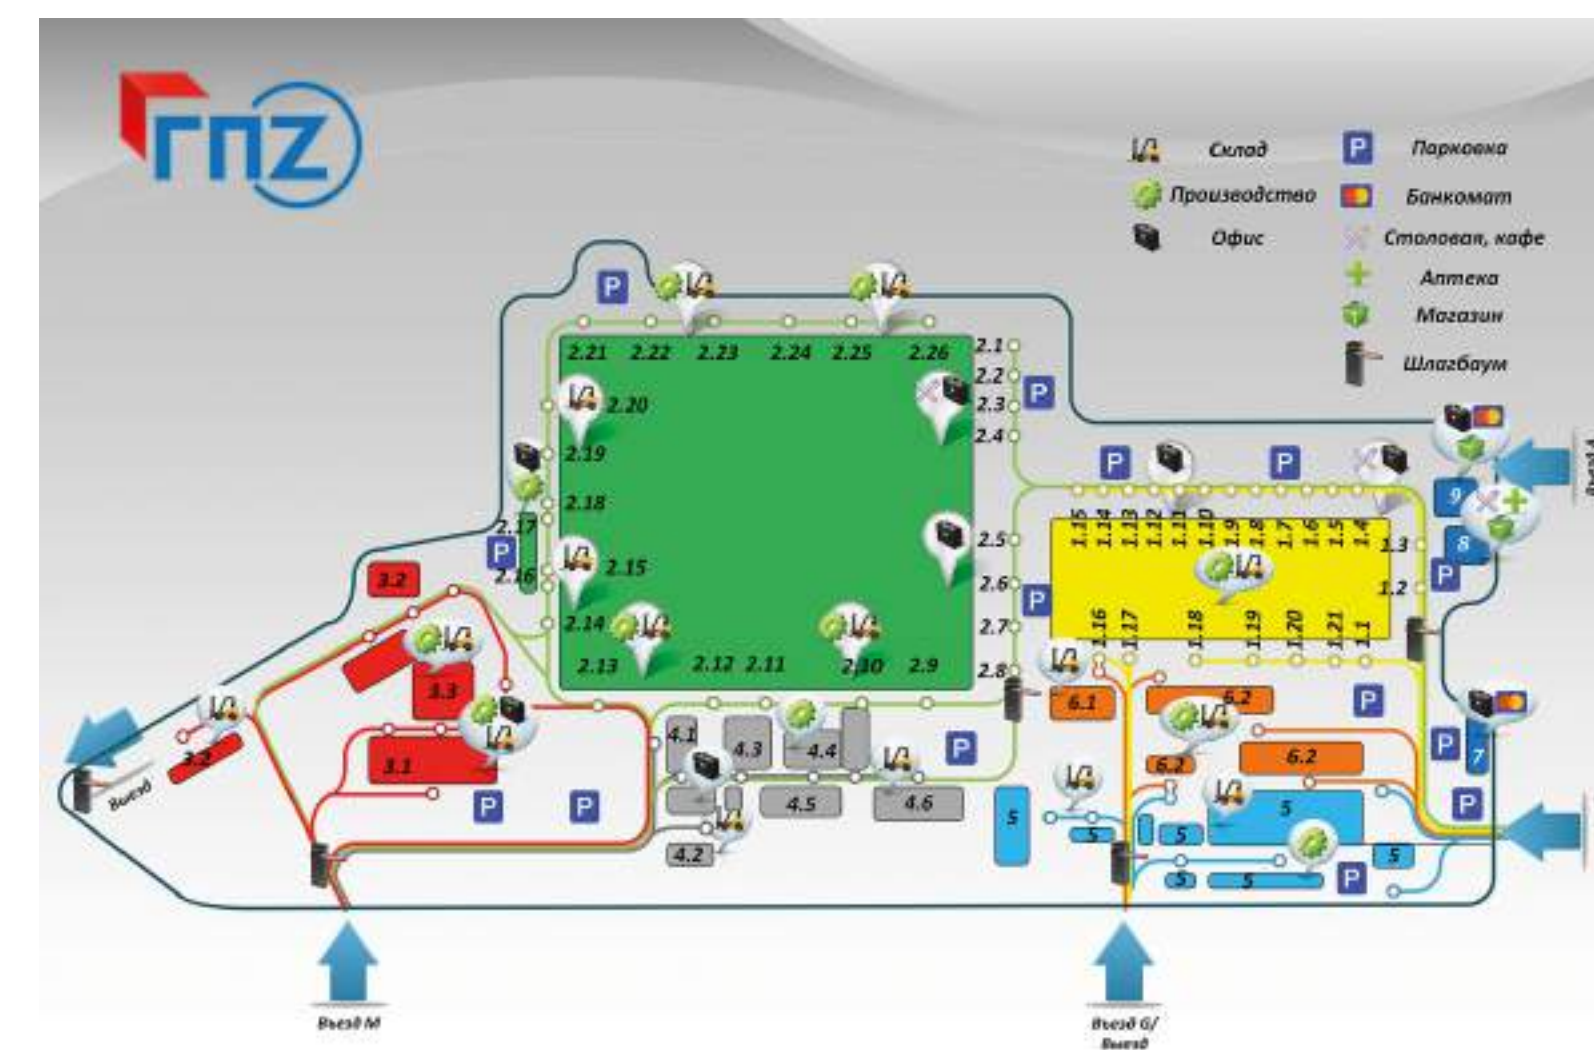 ГПZ
Склад
Парковка
Производство
Банкомат
Офис
Столовая, кафе
Аптека
Магазин
Шлагбаум
P
2.21 2.22 2.23 2.24 2.25 2.26
2.1
2.2
2.3
2.4
P
2.20
2.19
2.18
2.17
P
2.16
2.15
2.14
2.13 2.12 2.11 2.10 2.9
2.5
2.6
2.7
2.8
P
P
P
1.15 1.14 1.13 1.12 1.11 1.10 1.9 1.8 1.7 1.6 1.5 1.4
1.3
1.2
1.16 1.17 1.18 1.19 1.20 1.21 1.1
9
8
P
Въезд А
3.2
3.3
3.2
3.1
Выезд
P
P
4.1
4.3
4.4
P
4.5
4.6
4.2
6.1
6.2
P
6.2
6.2
P
7
P
5
5
5
5
5
5
5
P
Въезд М
Въезд G/
Выезд